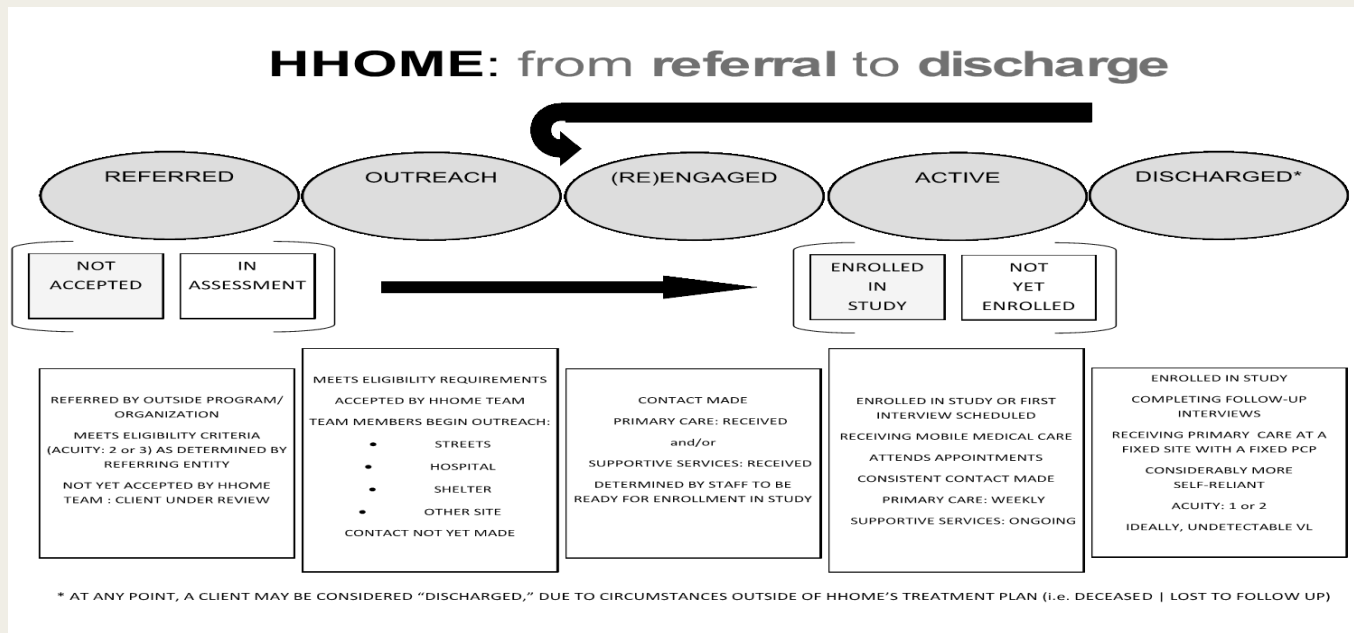 HHOME: from referral to discharge
REFERRED
OUTREACH
(RE)ENGAGED
ACTIVE
DISCHARGED*
NOT
ACCEPTED
IN
ASSESSMENT
ENROLLED
IN
STUDY
NOT
YET
ENROLLED
REFERRED BY OUTSIDE PROGRAM/
ORGANIZATION
MEETS ELIGIBILITY CRITERIA
(ACUITY: 2 or 3) AS DETERMINED BY
REFERRING ENTITY
NOT YET ACCEPTED BY HHOME
TEAM : CLIENT UNDER REVIEW
MEETS ELIGIBILITY REQUIREMENTS
ACCEPTED BY HHOME TEAM
TEAM MEMBERS BEGIN OUTREACH:
• STREETS
• HOSPITAL
• SHELTER
• OTHER SITE
CONTACT NOT YET MADE
CONTACT MADE
PRIMARY CARE: RECEIVED
and/or
SUPPORTIVE SERVICES: RECEIVED
DETERMINED BY STAFF TO BE
READY FOR ENROLLMENT IN STUDY
ENROLLED IN STUDY OR FIRST
INTERVIEW SCHEDULED
RECEIVING MOBILE MEDICAL CARE
ATTENDS APPOINTMENTS
CONSISTENT CONTACT MADE
PRIMARY CARE: WEEKLY
SUPPORTIVE SERVICES: ONGOING
ENROLLED IN STUDY
COMPLETING FOLLOW-UP
INTERVIEWS
RECEIVING PRIMARY CARE AT A
FIXED SITE WITH A FIXED PCP
CONSIDERABLY MORE
SELF-RELIANT
ACUITY: 1 or 2
IDEALLY, UNDETECTABLE VL
* AT ANY POINT, A CLIENT MAY BE CONSIDERED “DISCHARGED,” DUE TO CIRCUMSTANCES OUTSIDE OF HHOME’S TREATMENT PLAN (i.e. DECEASED | LOST TO FOLLOW UP)